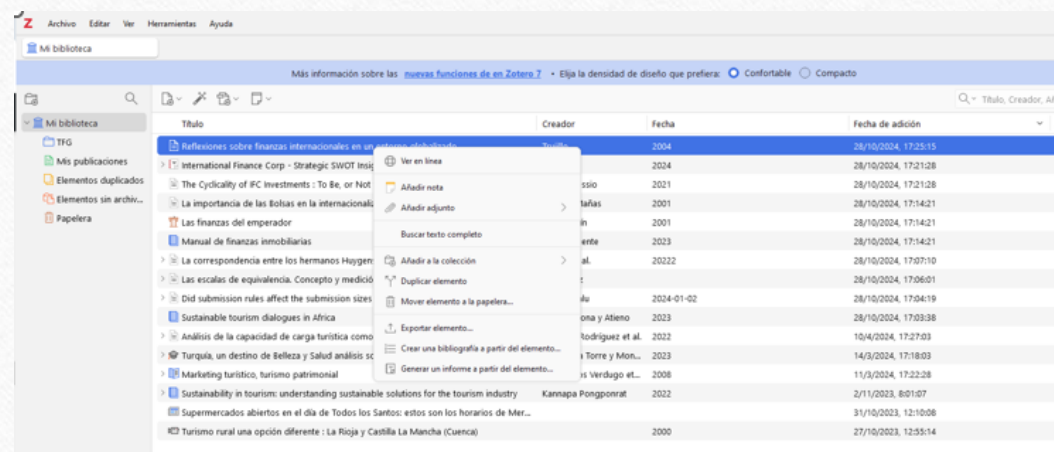 Z Archivo Editar Ver Herramientas Ayuda
Mi biblioteca
Más información sobre las nuevas funciones de en Zotero 7 • Elija la densidad de diseño que prefiera: Confortable Compacto
Título, Creador, Añ
Mi biblioteca
TFG
Mis publicaciones
Elementos duplicados
Elementos sin archiv...
Papelera
Título Creador Fecha Fecha de adición
Reflexiones sobre finanzas internacionales en un entorno globalizado Trujillo 2004 28/10/2024, 17:25:15
International Finance Corp - Strategic SWOT Insig 2024 28/10/2024, 17:21:28
The Cyclicality of IFC Investments : To Be, or Not ssio 2021 28/10/2024, 17:21:28
La importancia de las Bolsas en la internacionaliz tañas 2001 28/10/2024, 17:14:21
Las finanzas del emperador in 2001 28/10/2024, 17:14:21
Manual de finanzas inmobiliarias ente 2023 28/10/2024, 17:14:21
La correspondencia entre los hermanos Huygen al. 20222 28/10/2024, 17:07:10
Las escalas de equivalencia. Concepto y medició 28/10/2024, 17:06:01
Did submission rules affect the submission sizes lu 2024-01-02 28/10/2024, 17:04:19
Sustainable tourism dialogues in Africa ona y Atieno 2023 28/10/2024, 17:03:38
Análisis de la capacidad de carga turística como Rodríguez et al. 2022 10/4/2024, 17:27:03
Turquía, un destino de Belleza y Salud análisis so a Torre y Mon... 2023 14/3/2024, 17:18:03
Marketing turístico, turismo patrimonial os Verdugo et... 2008 11/3/2024, 17:22:28
Sustainability in tourism: understanding sustainable solutions for the tourism industry Kannapa Pongponrat 2022 2/11/2023, 8:01:07
Supermercados abiertos en el día de Todos los Santos: estos son los horarios de Mer... 31/10/2023, 12:10:08
Turismo rural una opción diferente : La Rioja y Castilla La Mancha (Cuenca) 2000 27/10/2023, 12:55:14
Ver en línea
Añadir nota
Añadir adjunto
Buscar texto completo
Añadir a la colección
Duplicar elemento
Mover elemento a la papelera...
Exportar elemento...
Crear una bibliografía a partir del elemento...
Generar un informe a partir del elemento...